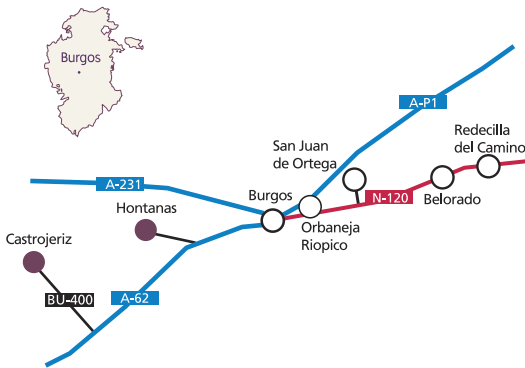 Burgos
A-P1
Redecilla
del Camino
San Juan
de Ortega
A-231
Burgos
N-120
Hontanas
Belorado
Orbaneja
Riopico
Castrojeriz
BU-400
A-62